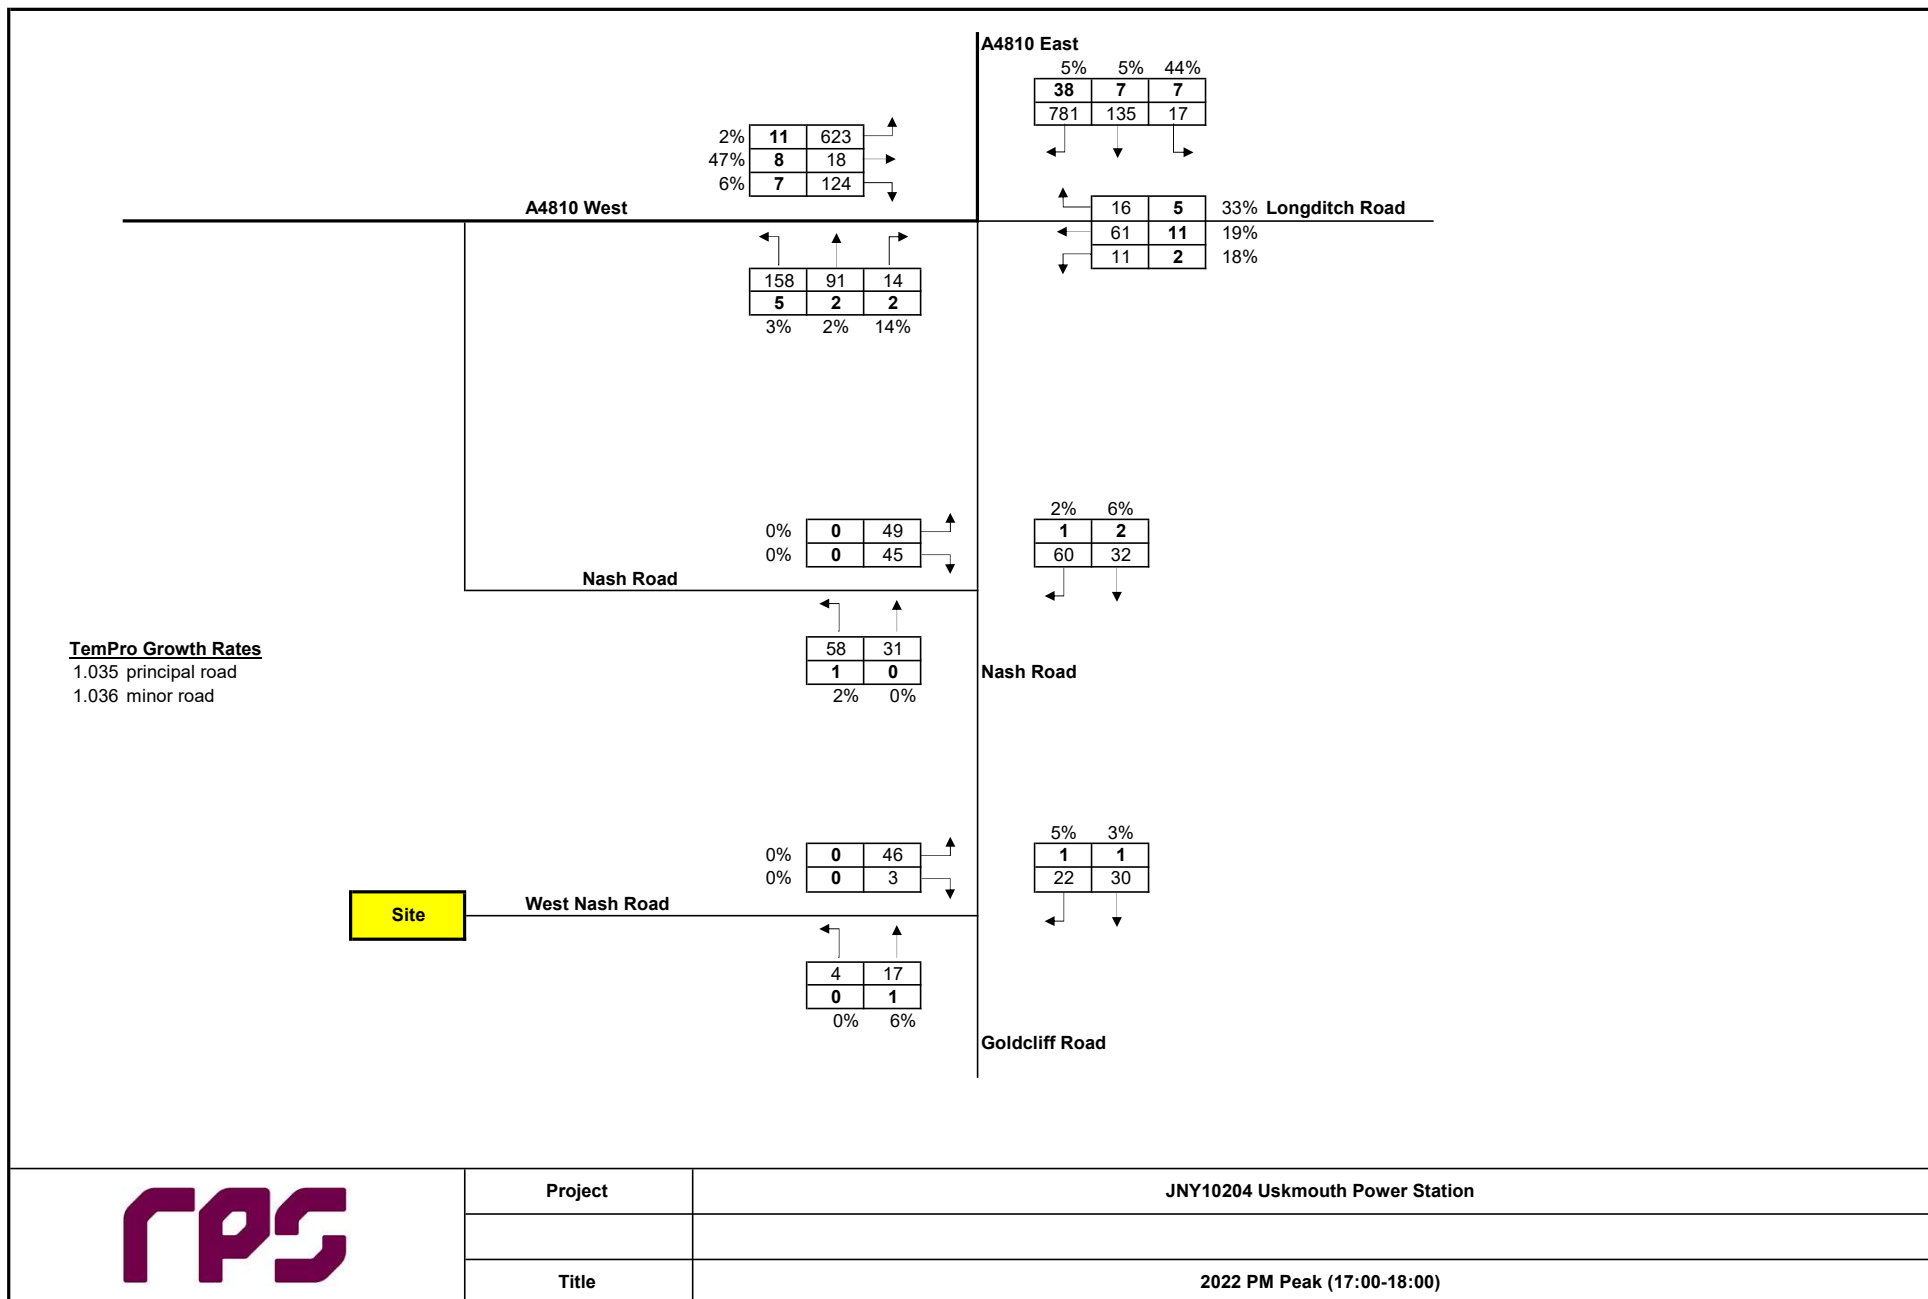 A4810 East
5% 5% 44%
38 7 7
781 135 17
2% 11 623
47% 8 18
6% 7 124
A4810 West
16 5 33% Longditch Road
61 11 19%
11 2 18%
158 91 14
5 2 2
3% 2% 14%
0% 0 49
0% 0 45
2% 6%
1 2
60 32
Nash Road
58 31
1 0
2% 0%
TemPro Growth Rates
1.035 principal road
1.036 minor road
Nash Road
0% 0 46
0% 0 3
5% 3%
1 1
22 30
Site
West Nash Road
4 17
0 1
0% 6%
Goldcliff Road
rps
Project
JNY10204 Uskmouth Power Station
Title
2022 PM Peak (17:00-18:00)